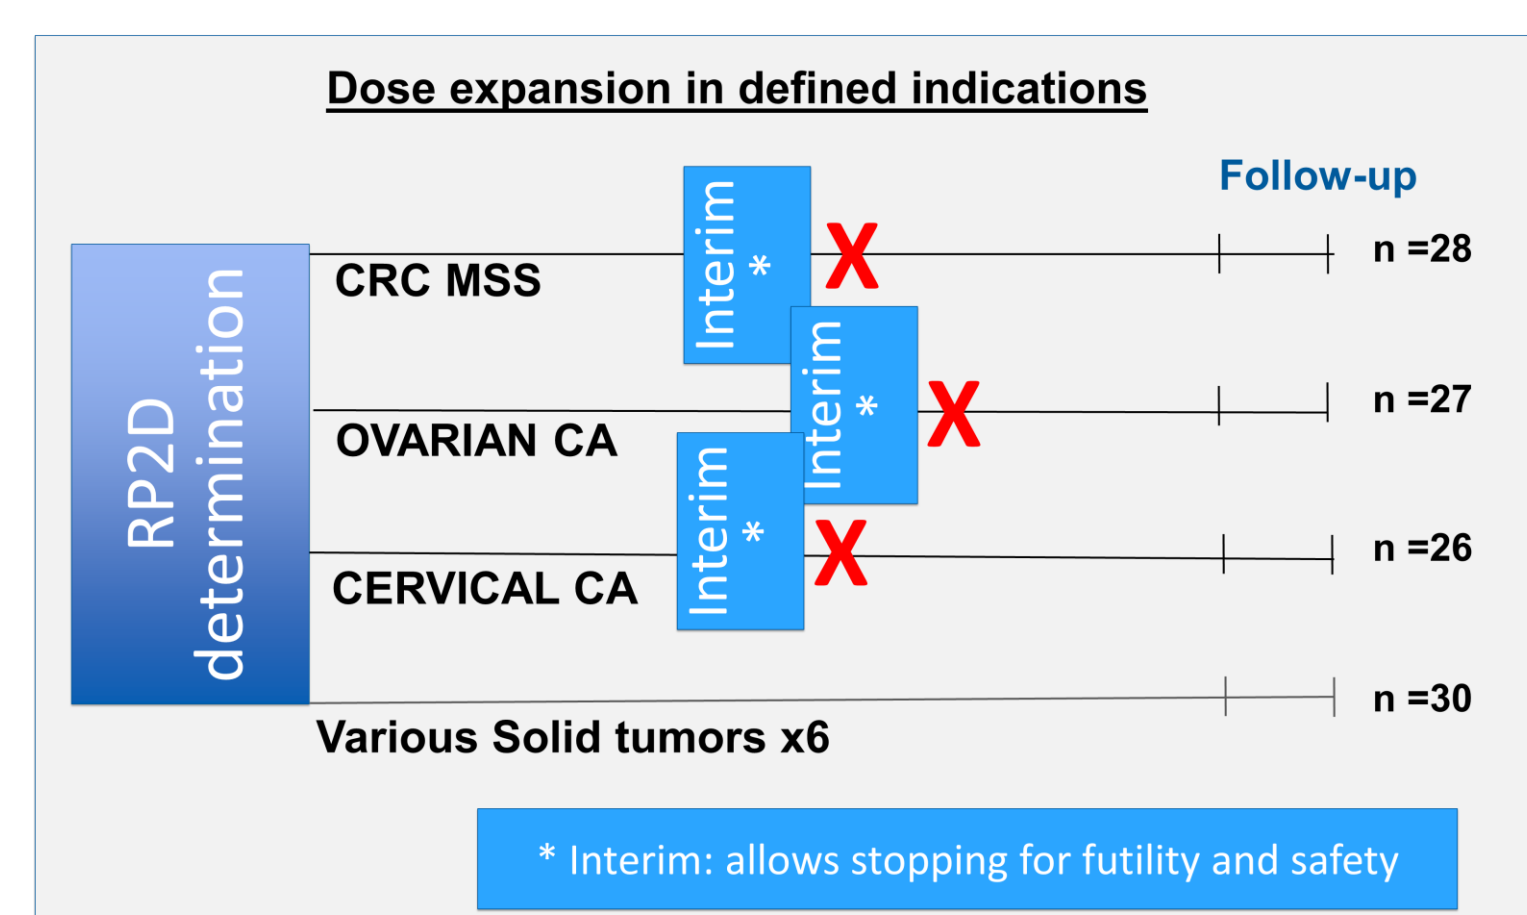 Dose expansion in defined indications
Follow-up
RP2D
determination
CRC MSS
Interim
*
n =28
OVARIAN CA
Interim
*
n =27
CERVICAL CA
Interim
*
n =26
Various Solid tumors x6
n =30
* Interim: allows stopping for futility and safety
X
X
X